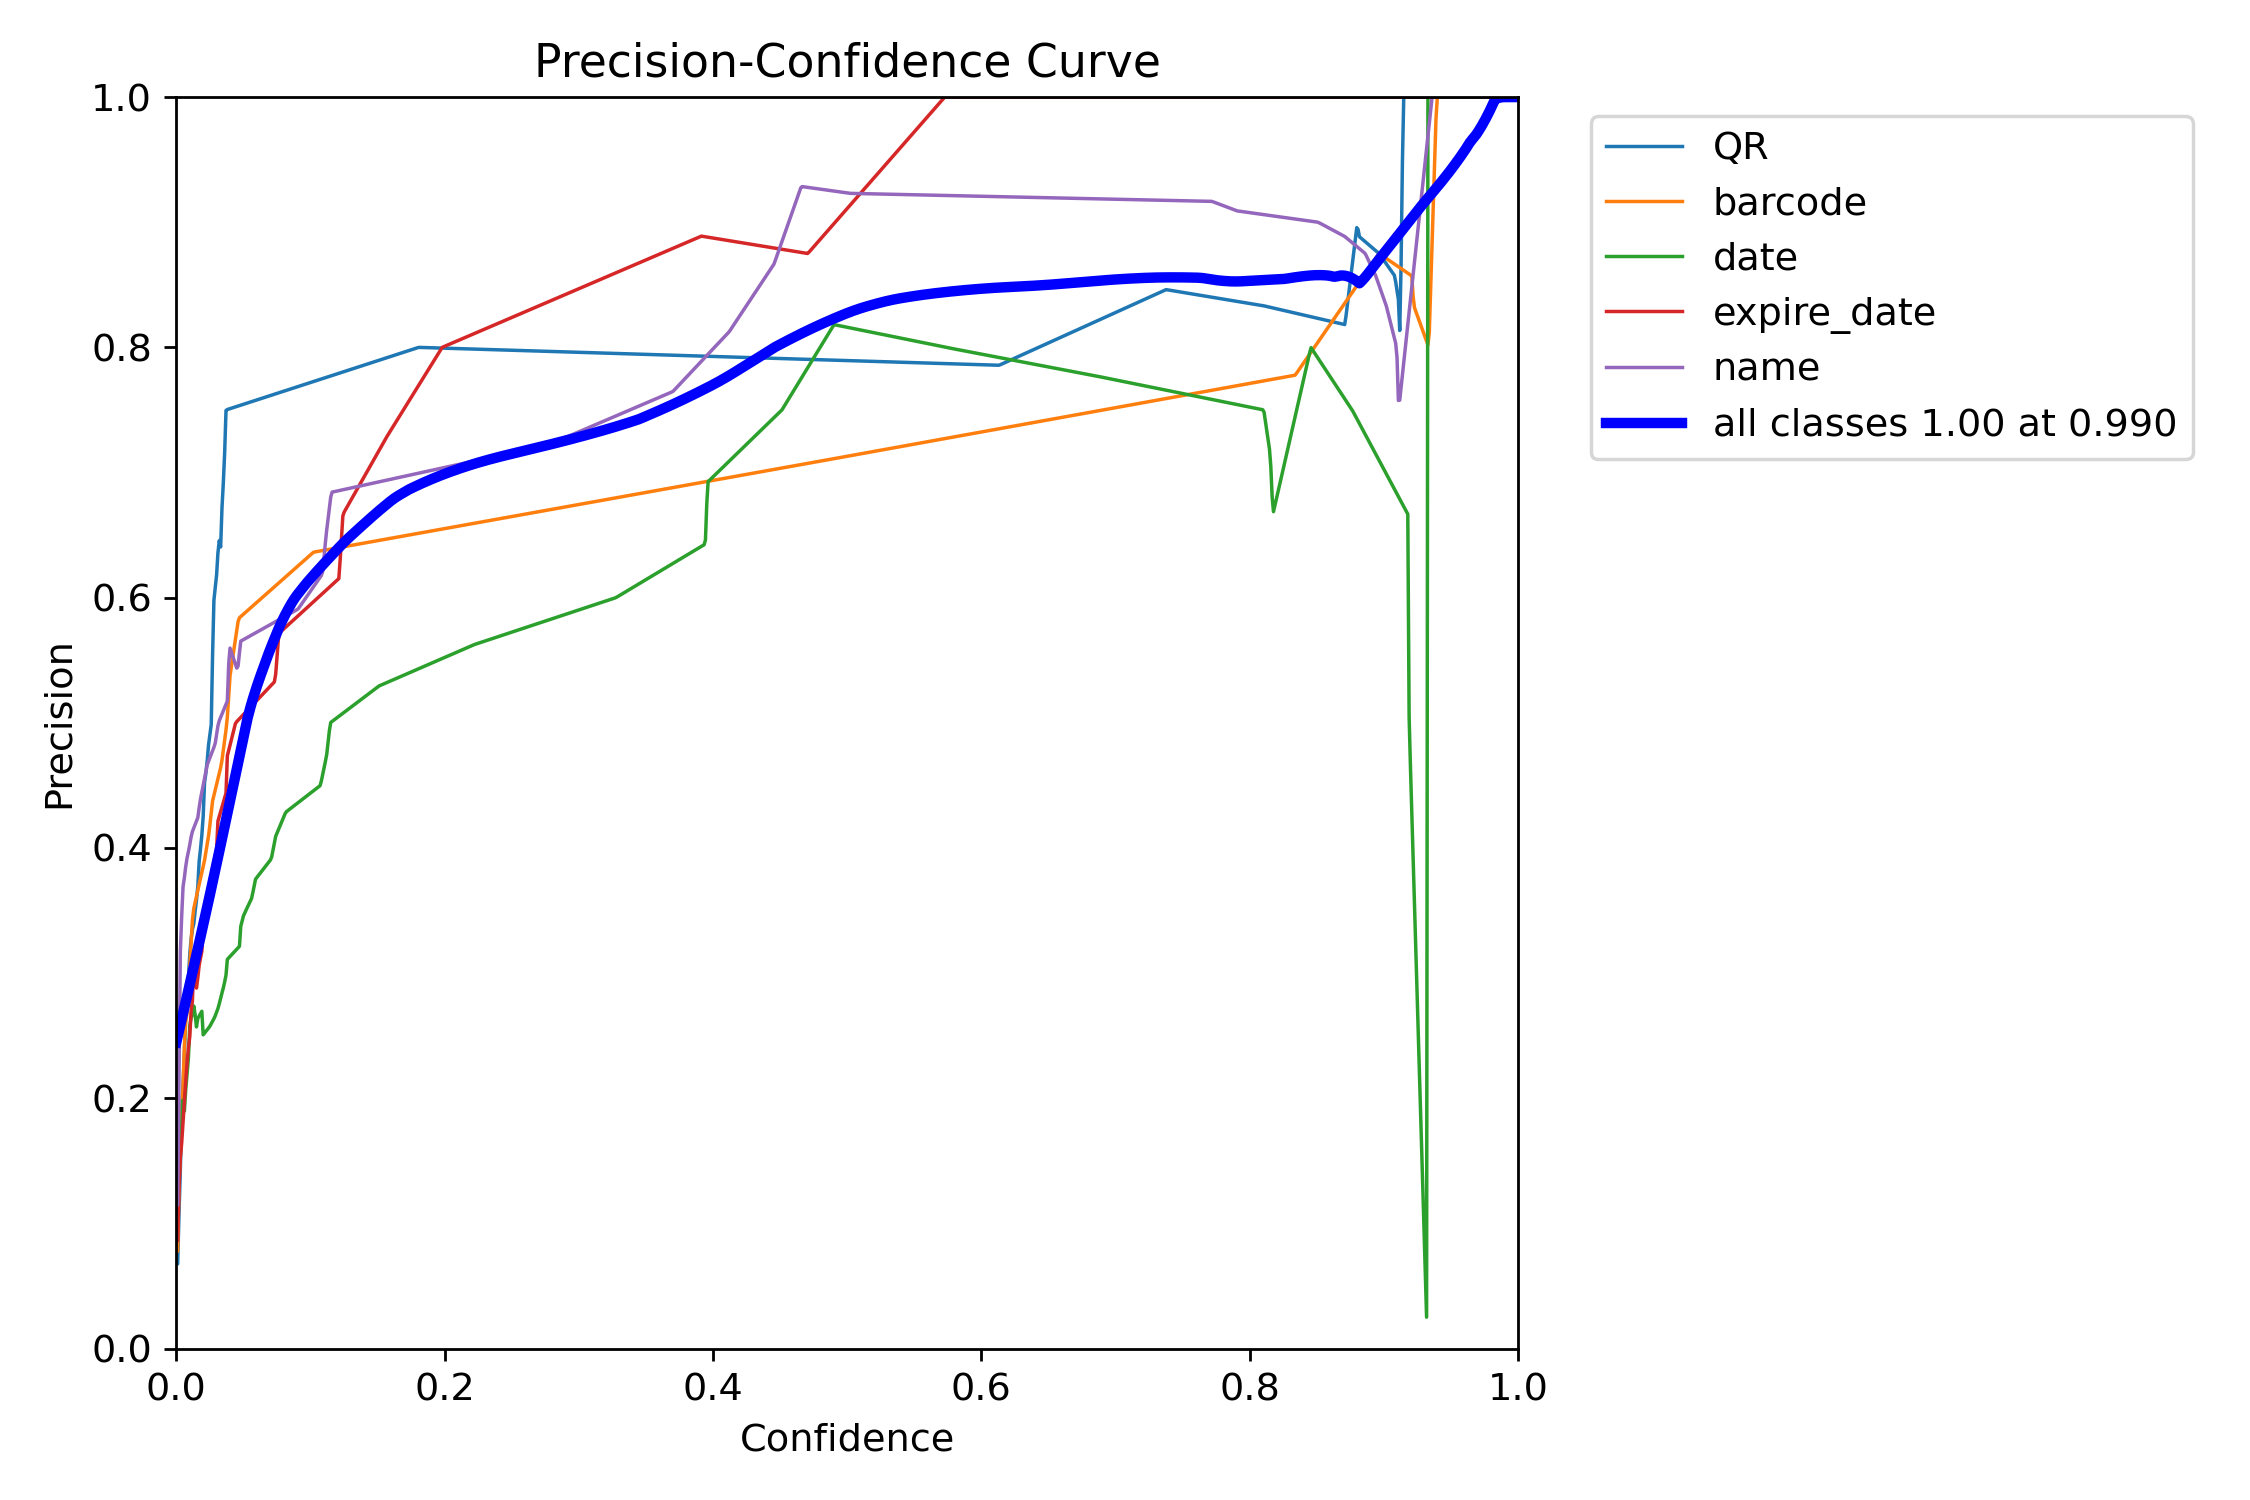 Precision-Confidence Curve
1.0
0.8
0.6
0.4
0.2
0.0
Precision
0.0 0.2 0.4 0.6 0.8 1.0
Confidence
QR
barcode
date
expire_date
name
all classes 1.00 at 0.990